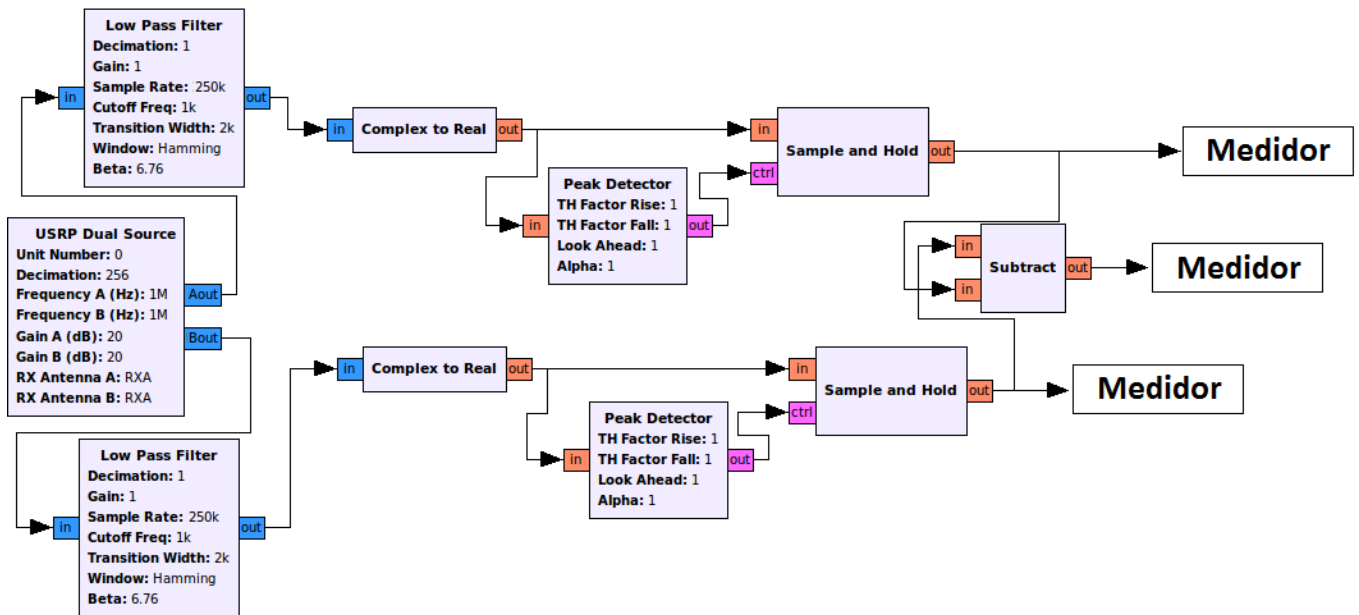 Low Pass Filter
Decimation: 1
Gain: 1
Sample Rate: 250k
Cutoff Freq: 1k
Transition Width: 2k
Window: Hamming
Beta: 6.76
in
out
in
Complex to Real
out
in
ctrl
Sample and Hold
out
Medidor
Peak Detector
TH Factor Rise: 1
TH Factor Fall: 1
Look Ahead: 1
Alpha: 1
in
out
USRP Dual Source
Unit Number: 0
Decimation: 256
Frequency A (Hz): 1M
Frequency B (Hz): 1M
Gain A (dB): 20
Gain B (dB): 20
RX Antenna A: RXA
RX Antenna B: RXA
Aout
Bout
in
in
Subtract
out
Medidor
in
Complex to Real
out
in
ctrl
Sample and Hold
out
Medidor
Peak Detector
TH Factor Rise: 1
TH Factor Fall: 1
Look Ahead: 1
Alpha: 1
in
out
Low Pass Filter
Decimation: 1
Gain: 1
Sample Rate: 250k
Cutoff Freq: 1k
Transition Width: 2k
Window: Hamming
Beta: 6.76
in
out